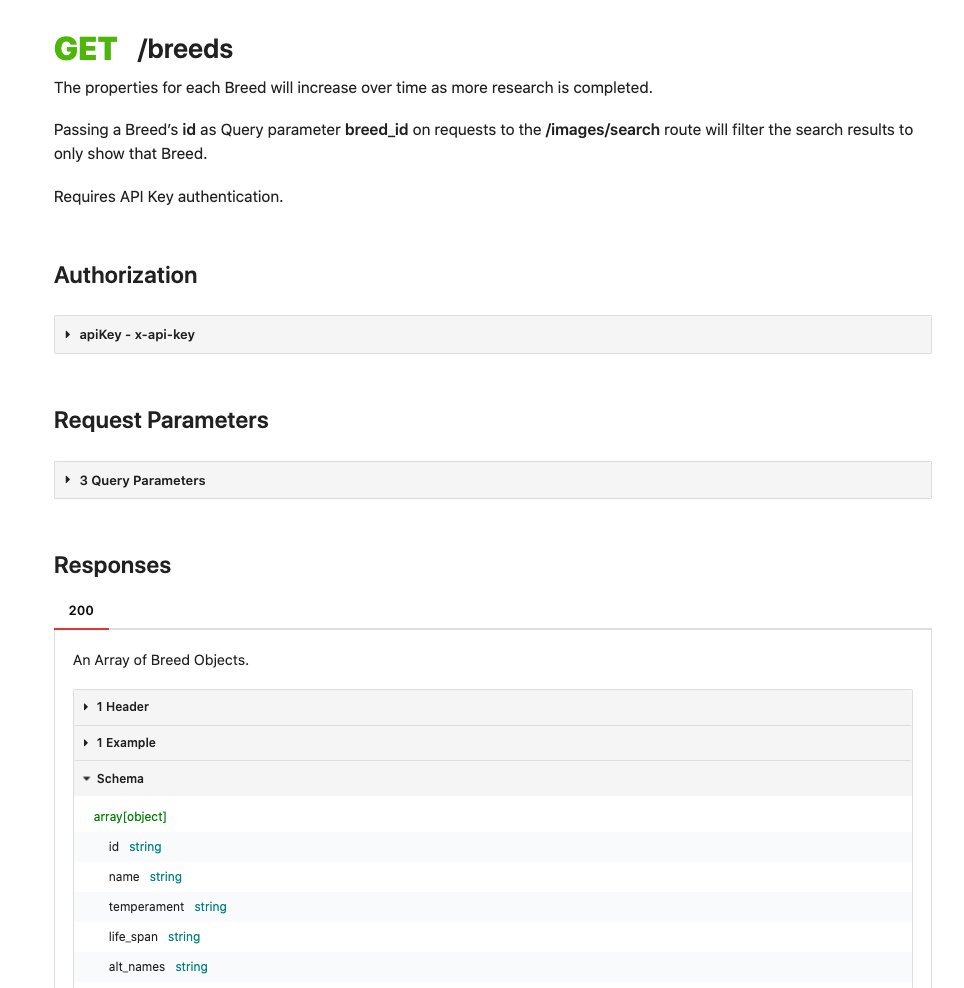 GET /breeds
The properties for each Breed will increase over time as more research is completed.
Passing a Breed’s id as Query parameter breed_id on requests to the /images/search route will filter the search results to
only show that Breed.
Requires API Key authentication.
Authorization
apiKey - x-api-key
Request Parameters
3 Query Parameters
Responses
200
An Array of Breed Objects.
1 Header
1 Example
Schema
array[object]
id string
name string
temperament string
life_span string
alt_names string